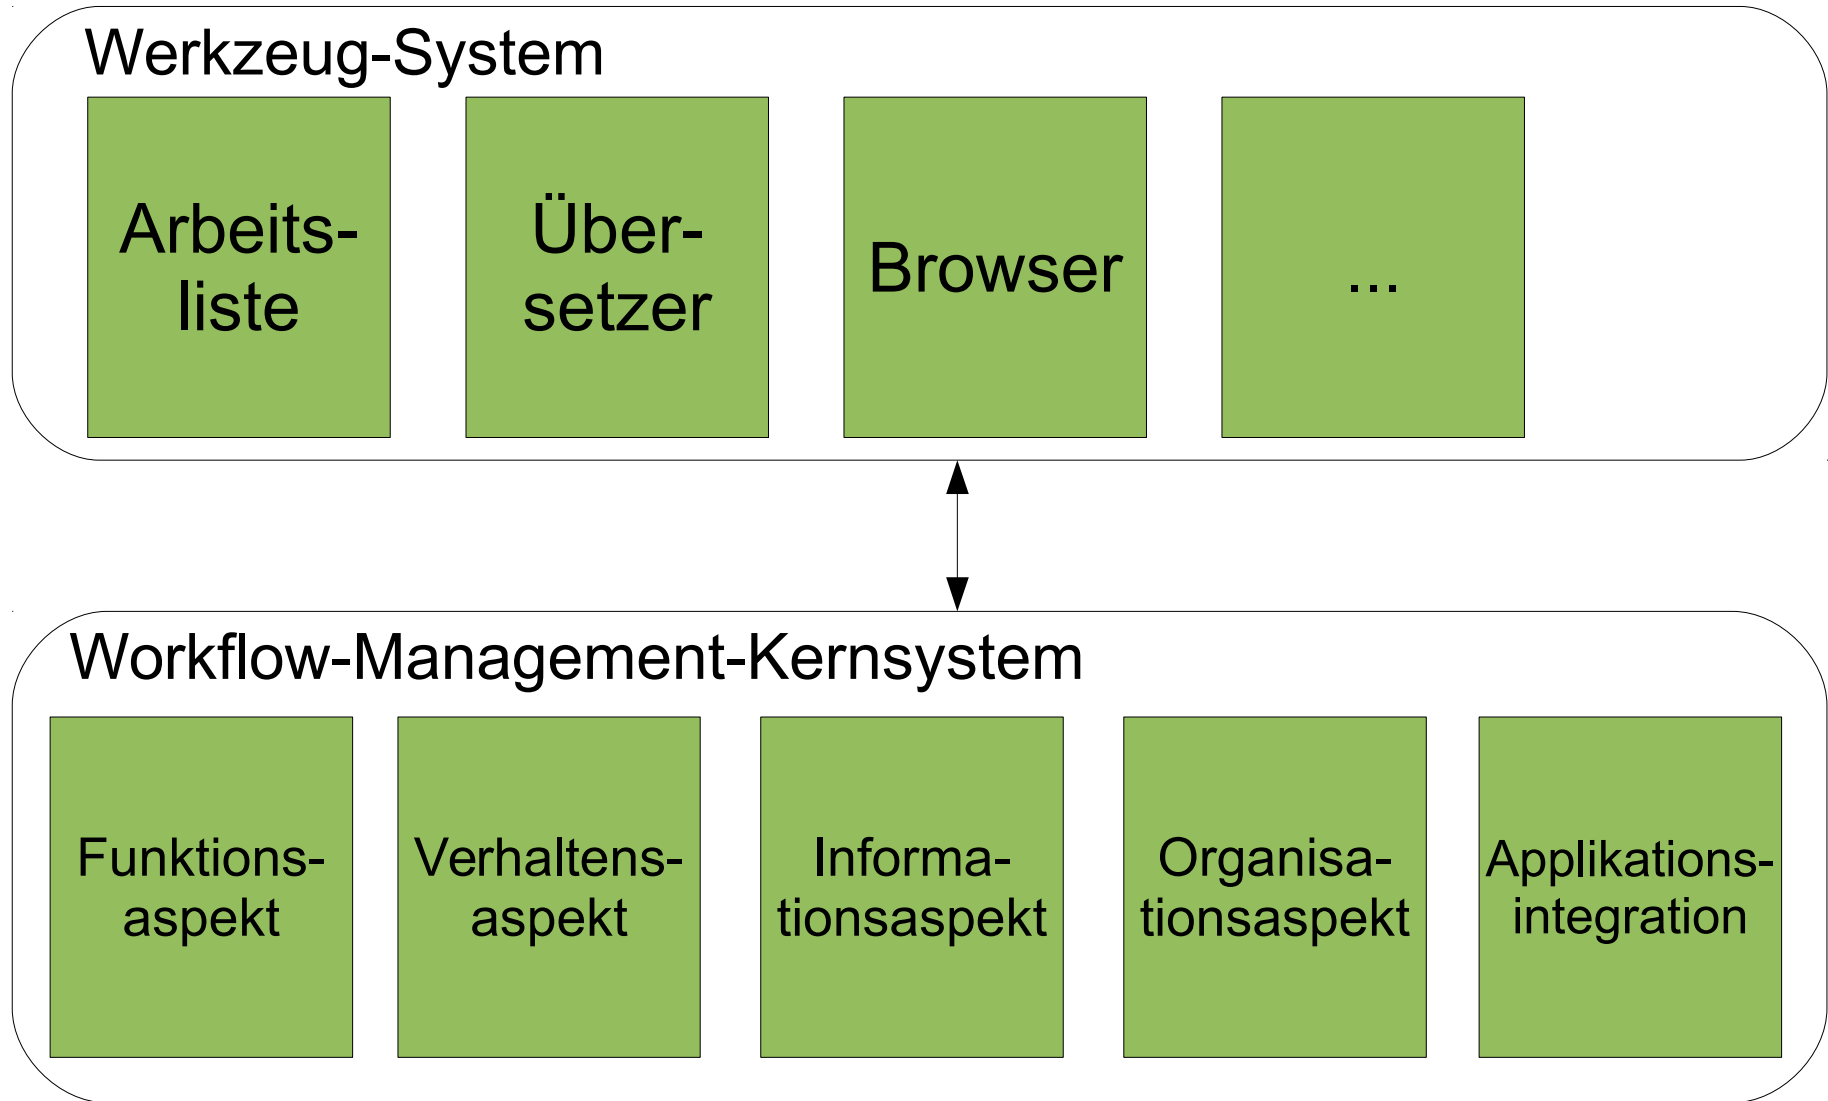 Werkzeug-System
Arbeits-
liste
Über-
setzer
Browser
...
Workflow-Management-Kernsystem
Funktions-
aspekt
Verhaltens-
aspekt
Informa-
tionsaspekt
Organisa-
tionsaspekt
Applikations-
integration